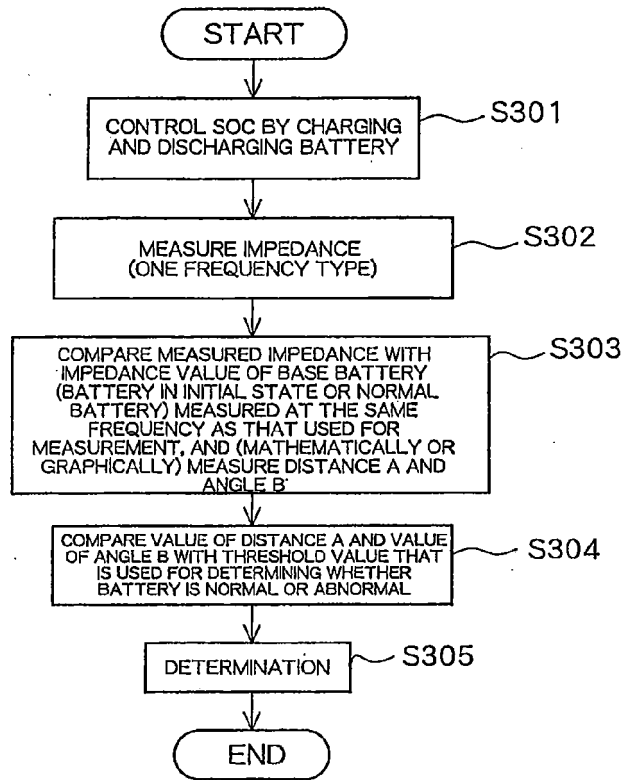 START
CONTROL SOC BY CHARGING
AND DISCHARGING BATTERY
S301
MEASURE IMPEDANCE
(ONE FREQUENCY TYPE)
S302
COMPARE MEASURED IMPEDANCE WITH
IMPEDANCE VALUE OF BASE BATTERY
(BATTERY IN INITIAL STATE OR NORMAL
BATTERY) MEASURED AT THE SAME
FREQUENCY AS THAT USED FOR
MEASUREMENT, AND (MATHEMATICALLY OR
GRAPHICALLY) MEASURE DISTANCE A AND
ANGLE B
S303
COMPARE VALUE OF DISTANCE A AND VALUE
OF ANGLE B WITH THRESHOLD VALUE THAT
IS USED FOR DETERMINING WHETHER
BATTERY IS NORMAL OR ABNORMAL
S304
DETERMINATION
S305
END